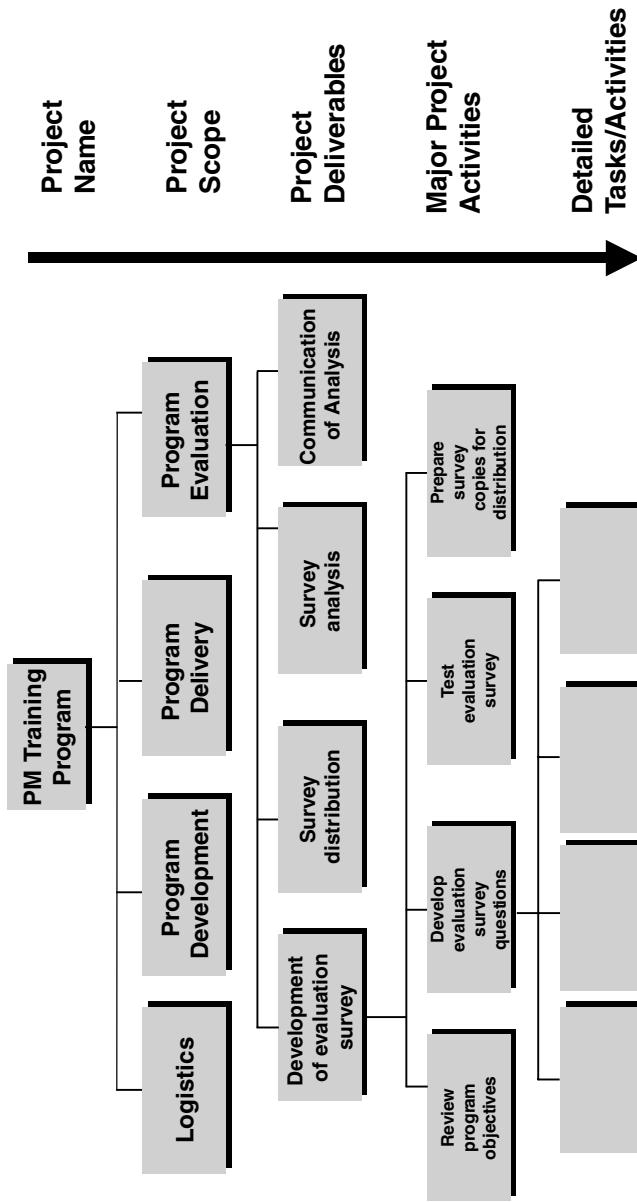 PM Training
Program
Project
Name
Logistics
Program
Development
Program
Delivery
Program
Evaluation
Project
Scope
Development
of evaluation
survey
Survey
distribution
Survey
analysis
Communication
of Analysis
Project
Deliverables
Review
program
objectives
Develop
evaluation
survey
questions
Test
evaluation
survey
Prepare
survey
copies for
distribution
Major Project
Activities
Detailed
Tasks/Activities